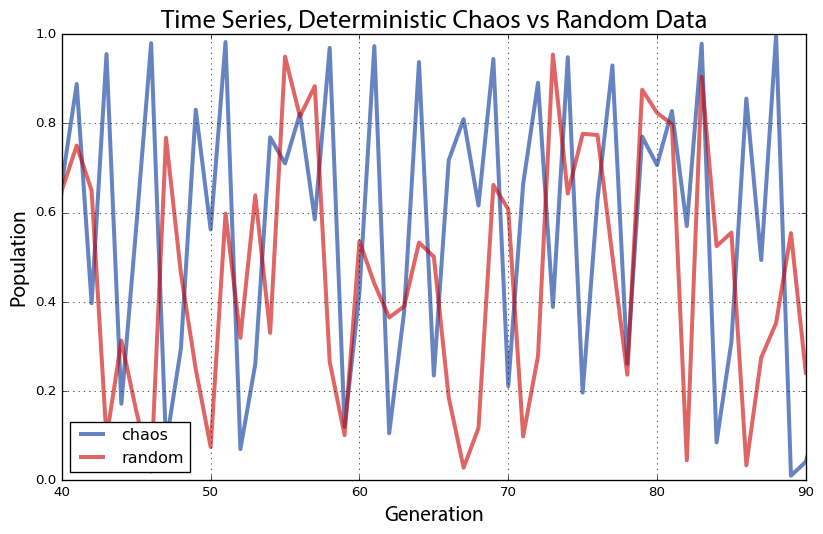 Time Series, Deterministic Chaos vs Random Data
1.0
0.8
0.6
0.4
0.2
0.0
Population
chaos
random
40
50
60
70
80
90
Generation